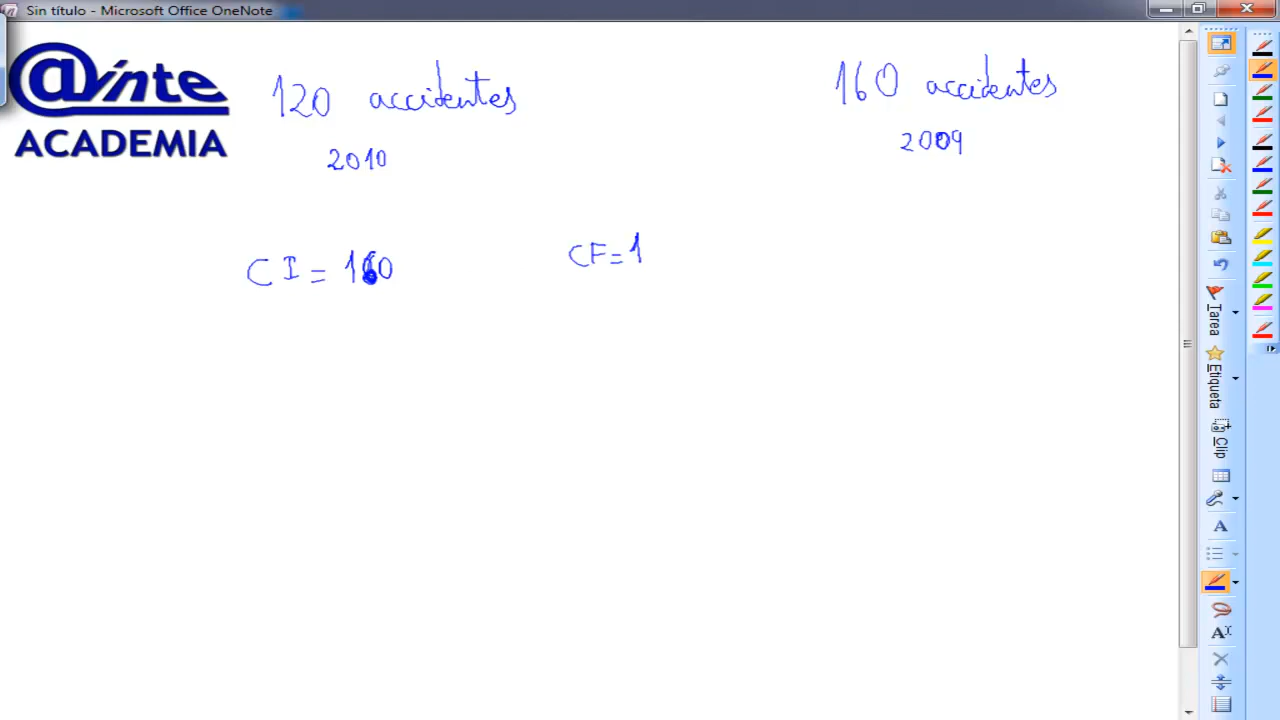 Sin título - Microsoft Office OneNote
@inte
ACADEMIA
120 accidentes
2010
160 accidentes
2009
CI = 160
CF = 1
Tarea
Etiqueta
Clip
A
A